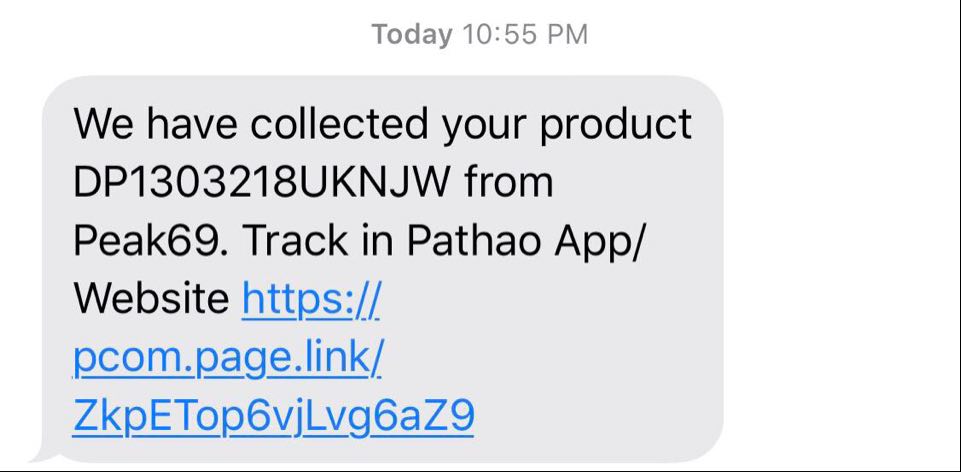 Today 10:55 PM
We have collected your product
DP1303218UKNJW from
Peak69. Track in Pathao App/
Website https://
pcom.page.link/
ZkpETop6vjLvg6aZ9